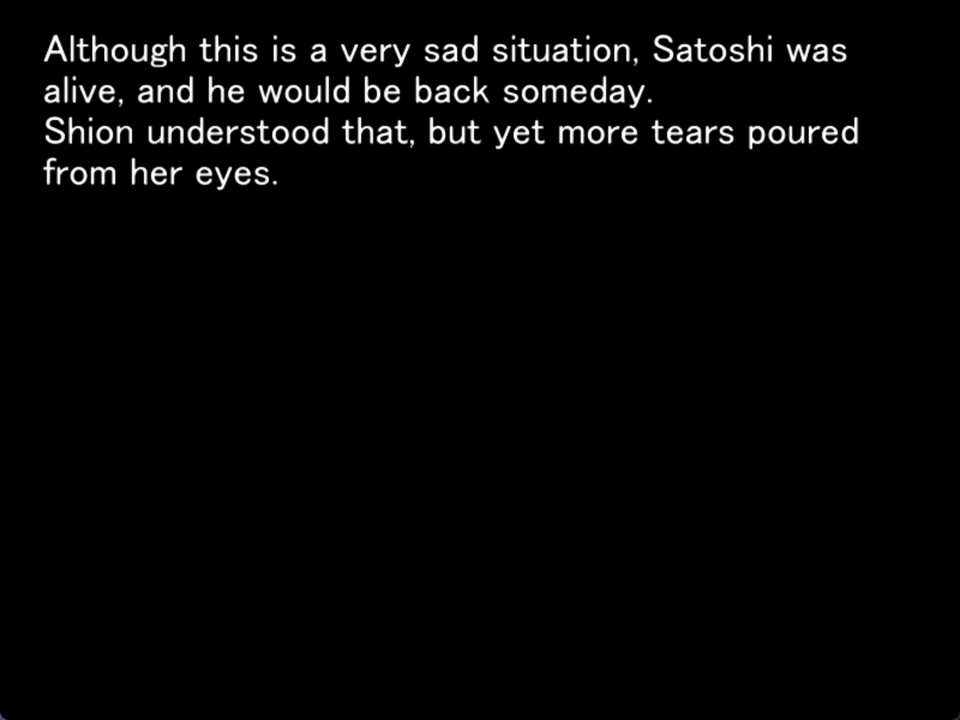 Although this is a very sad situation, Satoshi was
alive, and he would be back someday.
Shion understood that, but yet more tears poured
from her eyes.